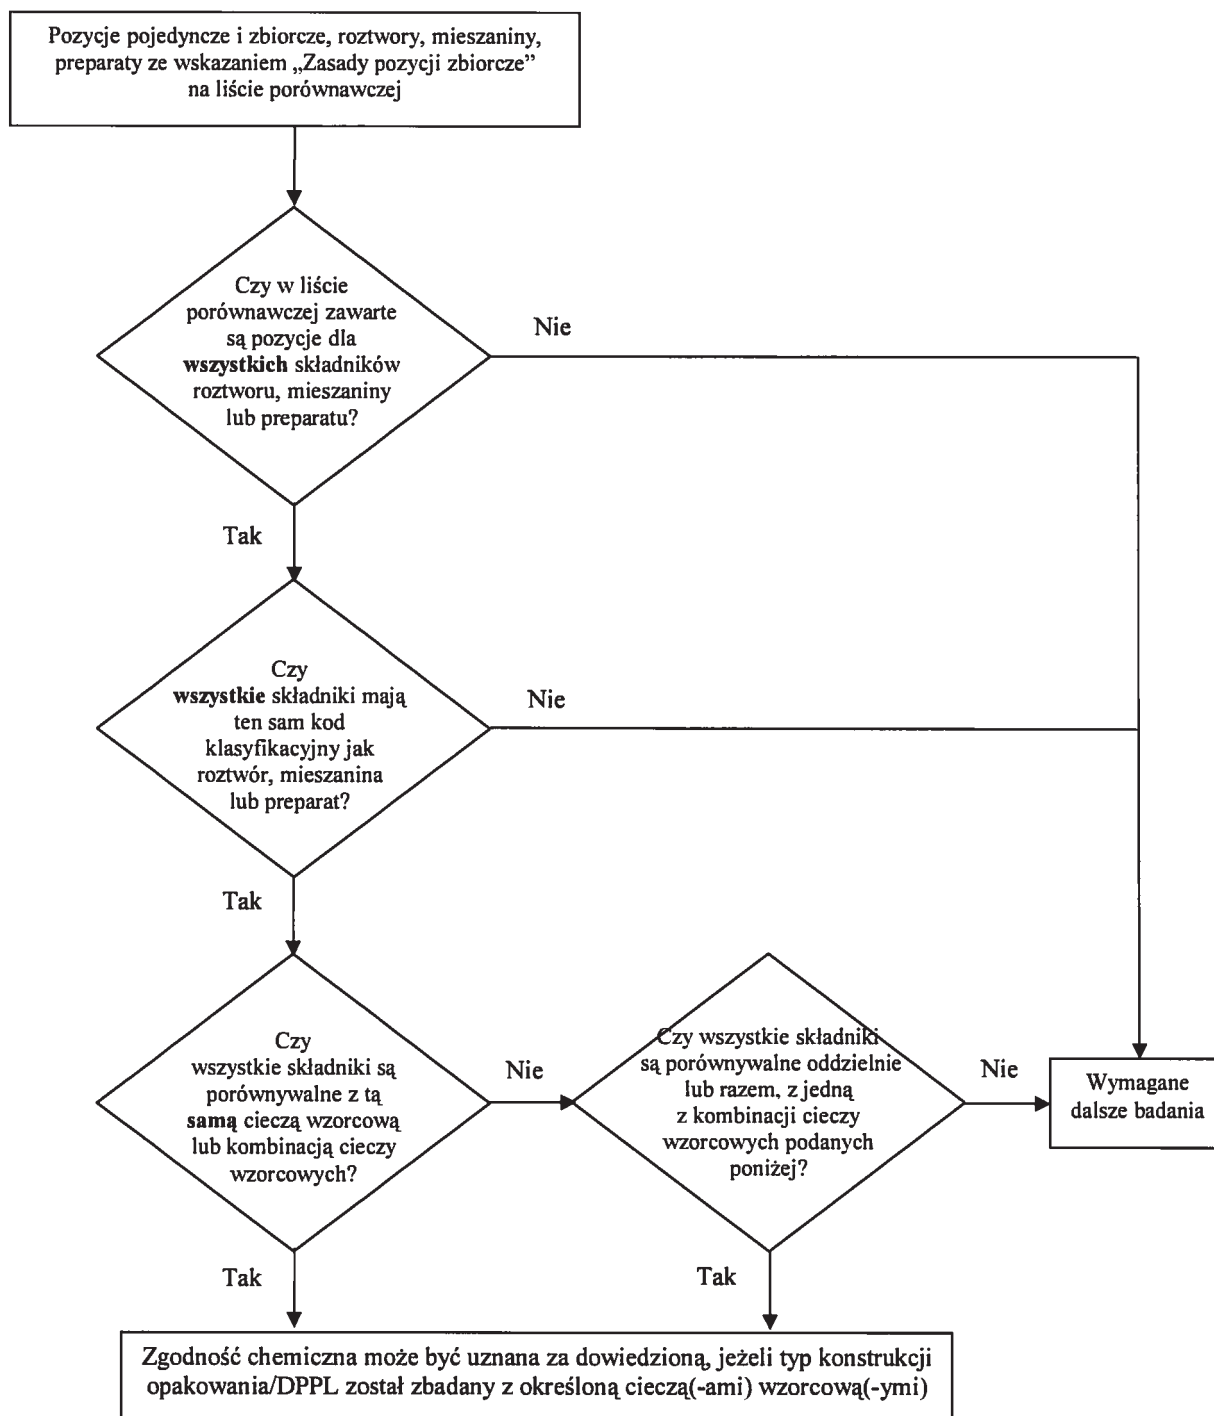 Pozycje pojedyncze i zbiorcze, roztwory, mieszaniny,
preparaty ze wskazaniem „Zasady pozycji zbiorcze”
na liście porównawczej
Czy w liście
porównawczej zawarte
są pozycje dla
wszystkich składników
roztworu, mieszaniny
lub preparatu?
Nie
Tak
Czy
wszystkie składniki mają
ten sam kod
klasyfikacyjny jak
roztwór, mieszanina
lub preparat?
Nie
Tak
Czy
wszystkie składniki są
porównywalne z tą
samą cieczą wzorcową
lub kombinacją cieczy
wzorcowych?
Nie
Czy wszystkie składniki
są porównywalne oddzielnie
lub razem, z jedną
z kombinacji cieczy
wzorcowych podanych
poniżej?
Nie
Wymagane
dalsze badania
Tak
Tak
Zgodność chemiczna może być uznana za dowiedzioną, jeżeli typ konstrukcji
opakowania/DPPL został zbadany z określoną cieczą(-ami) wzorcową(-ymi)